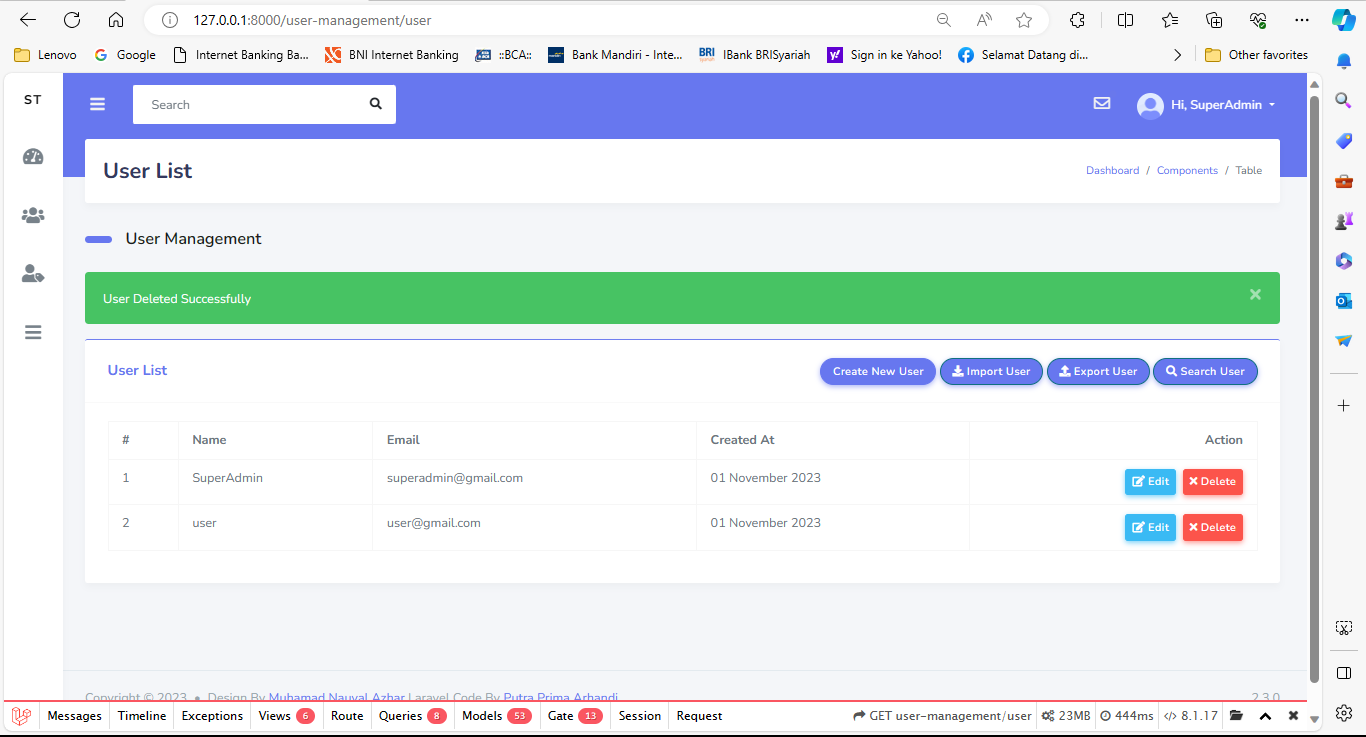 127.0.0.1:8000/user-management/user
Lenovo Google Internet Banking Ba... BNI Internet Banking ::BCA:: Bank Mandiri - Inte... IBank BRISyariah Sign in ke Yahoo! Selamat Datang di... Other favorites
ST
Search
Hi, SuperAdmin
User List
Dashboard / Components / Table
User Management
User Deleted Successfully
×
User List
Create New User Import User Export User Search User
# Name Email Created At Action
1 SuperAdmin superadmin@gmail.com 01 November 2023 Edit Delete
2 user user@gmail.com 01 November 2023 Edit Delete
Copyright © 2023 • Design By Muhamad Nauval Azhar Laravel Code By Putra Prima Arhandi 2.3.0
Messages Timeline Exceptions Views 6 Route Queries 8 Models 53 Gate 13 Session Request GET user-management/user 23MB 444ms 8.1.17